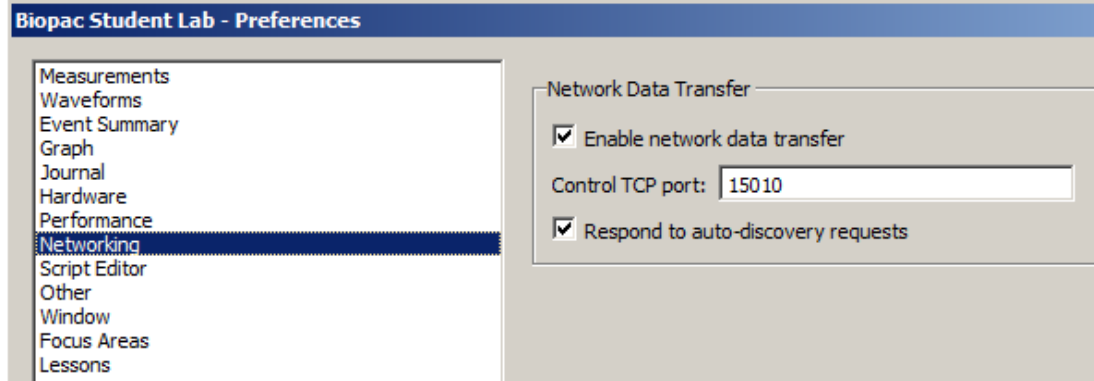 Biopac Student Lab - Preferences
Measurements
Waveforms
Event Summary
Graph
Journal
Hardware
Performance
Networking
Script Editor
Other
Window
Focus Areas
Lessons
Network Data Transfer
Enable network data transfer
Control TCP port: 15010
Respond to auto-discovery requests